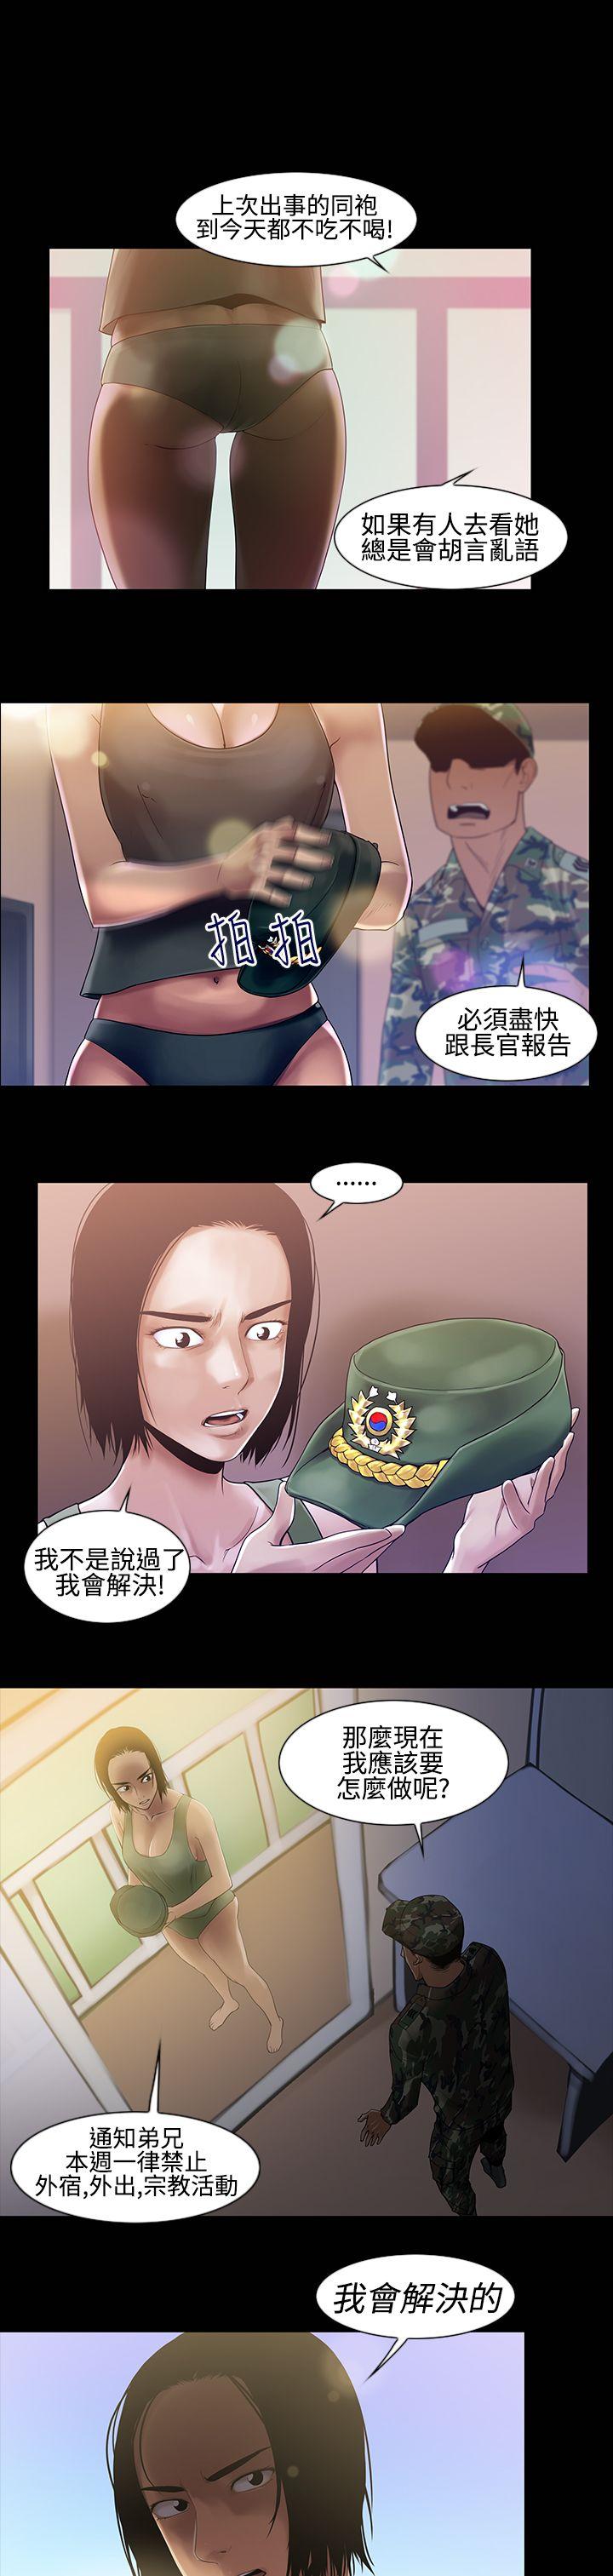 上次出事的同袍
到今天都不吃不喝!
如果有人去看她
總是會胡言亂語
拍 拍
必須盡快
跟長官報告
……
我不是說過了
我會解決!
那麼現在
我應該要
怎麼做呢?
通知弟兄
本週一律禁止
外宿,外出,宗教活動
我會解決的